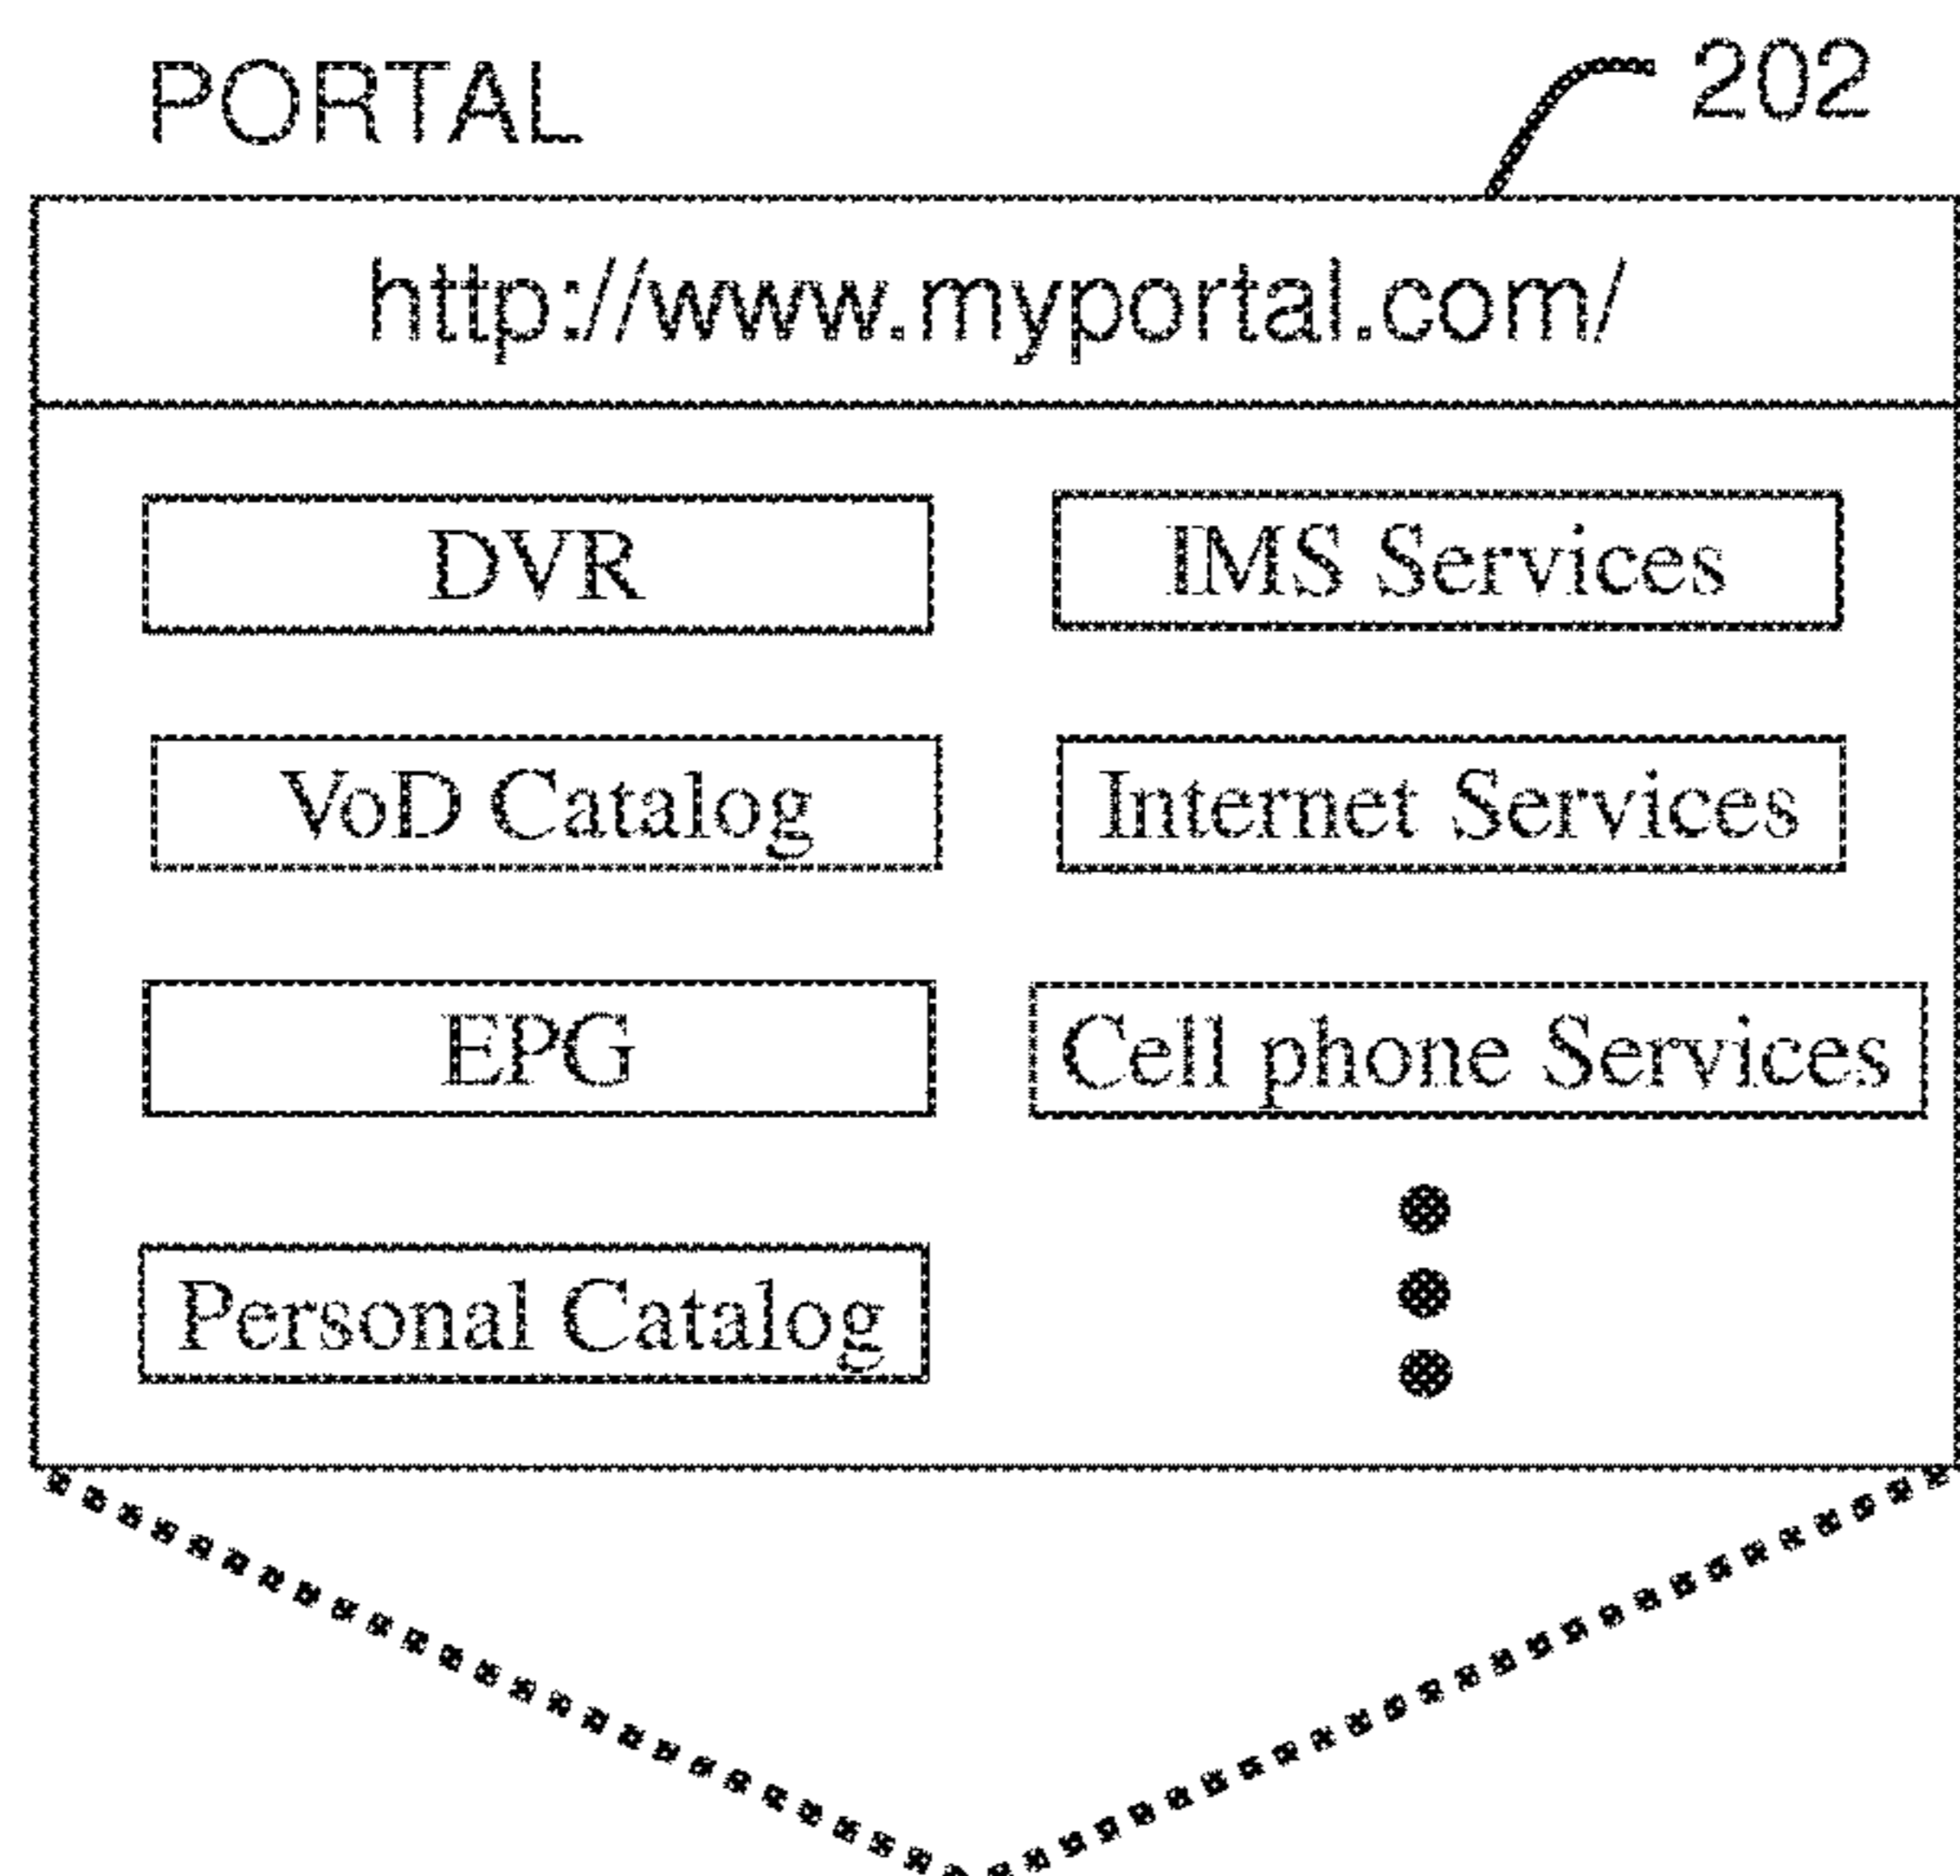 PORTAL
202
http://www.myportal.com/
DVR
IMS Services
VoD Catalog
Internet Services
EPG
Cell phone Services
Personal Catalog